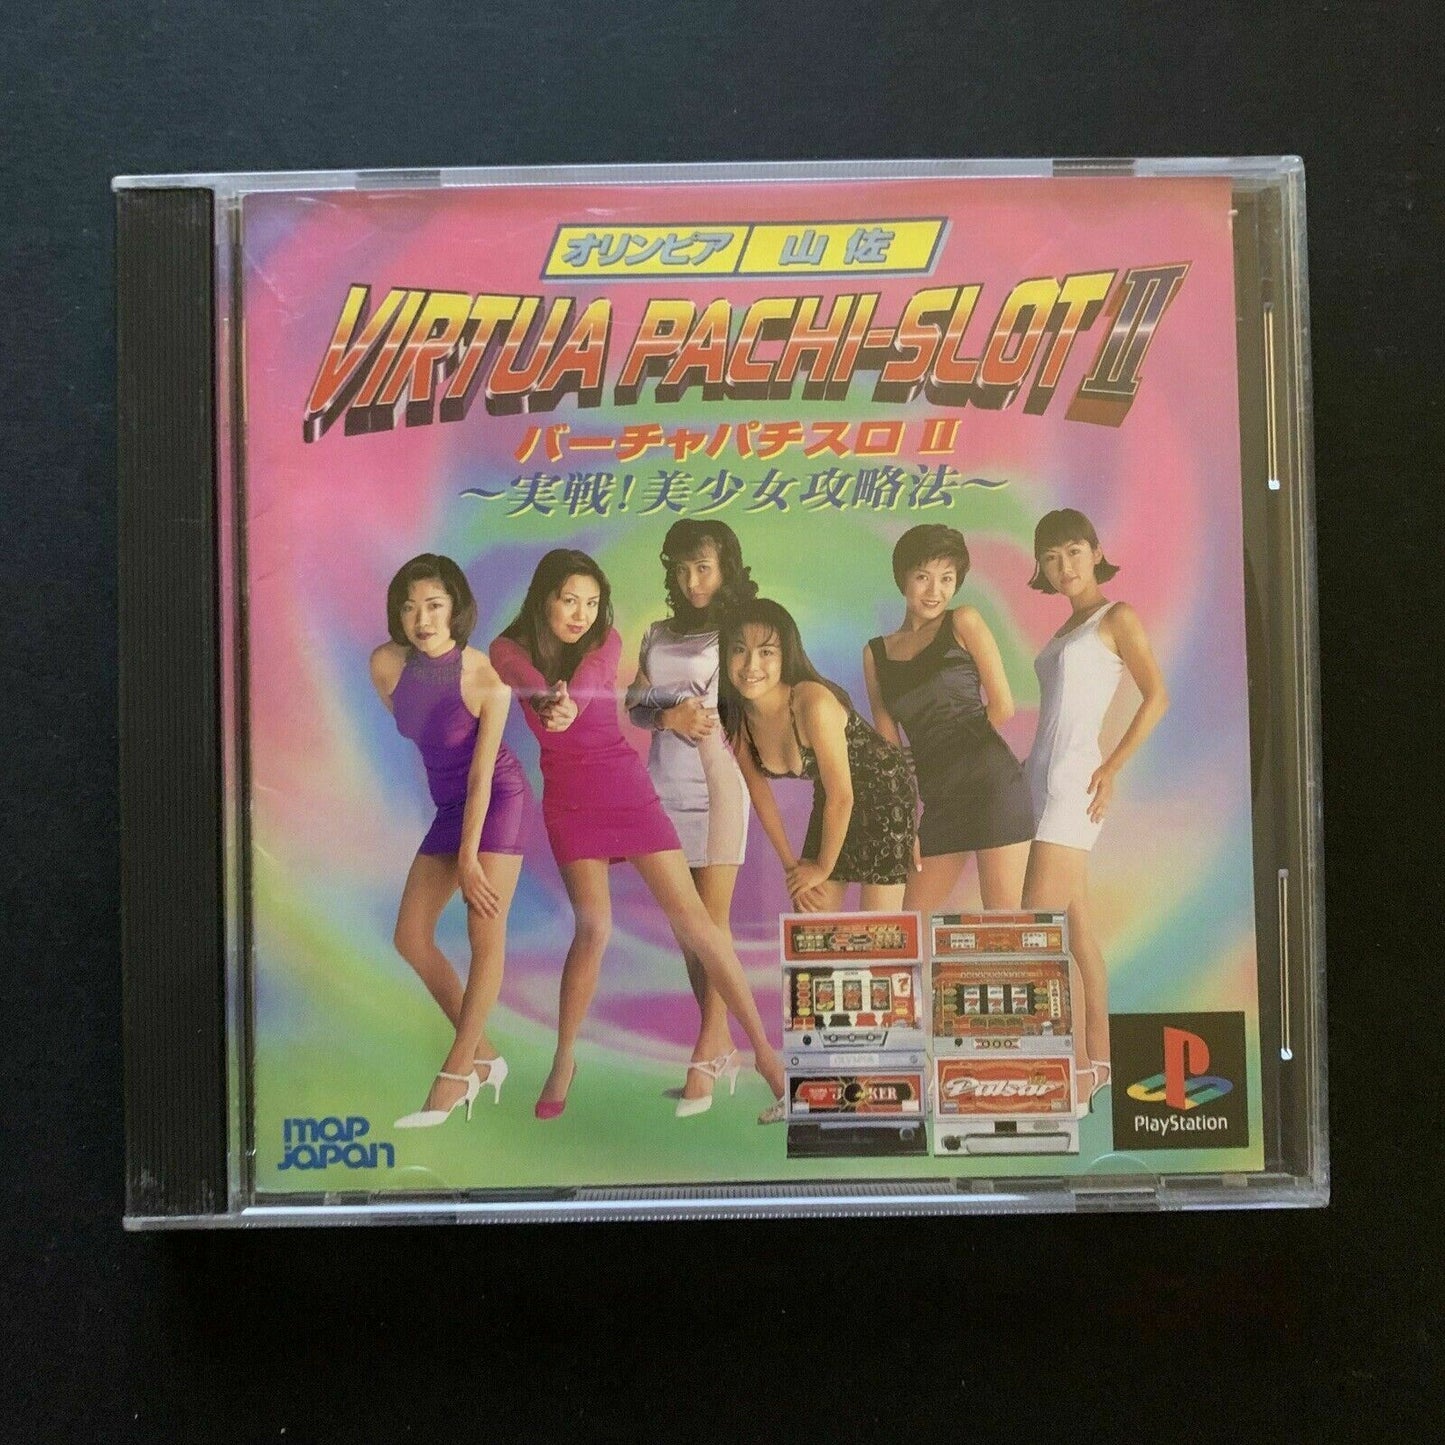 オリンピア 山佐
VIRTUA PACHI-SLOT II
バーチャパチスロ II
～実戦！美少女攻略法～
OLYMPIA
JOKER
Pulsar
map
japan
PlayStation